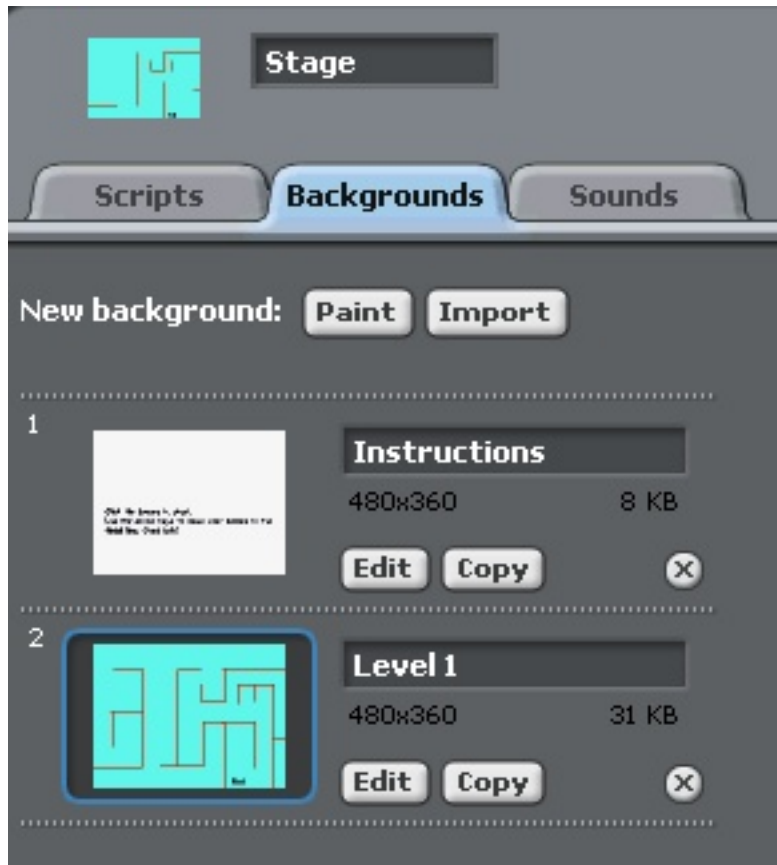 Stage
Scripts Backgrounds Sounds
New background: Paint Import
1
Instructions
480x360 8 KB
Edit Copy
2
Level 1
480x360 31 KB
Edit Copy